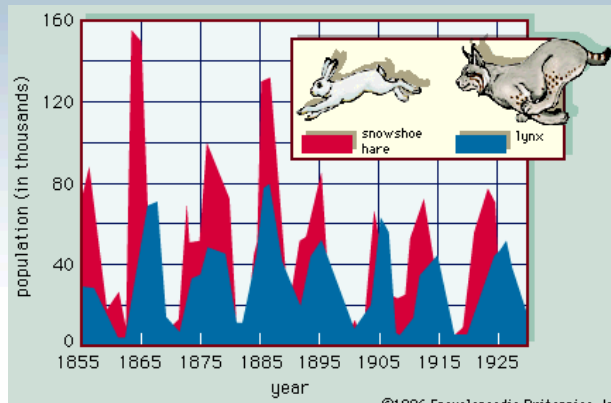 160
120
80
40
0
population (in thousands)
snowshoe
hare
lynx
1855 1865 1875 1885 1895 1905 1915 1925
year
©1996 Encyclopaedia Britannica, I